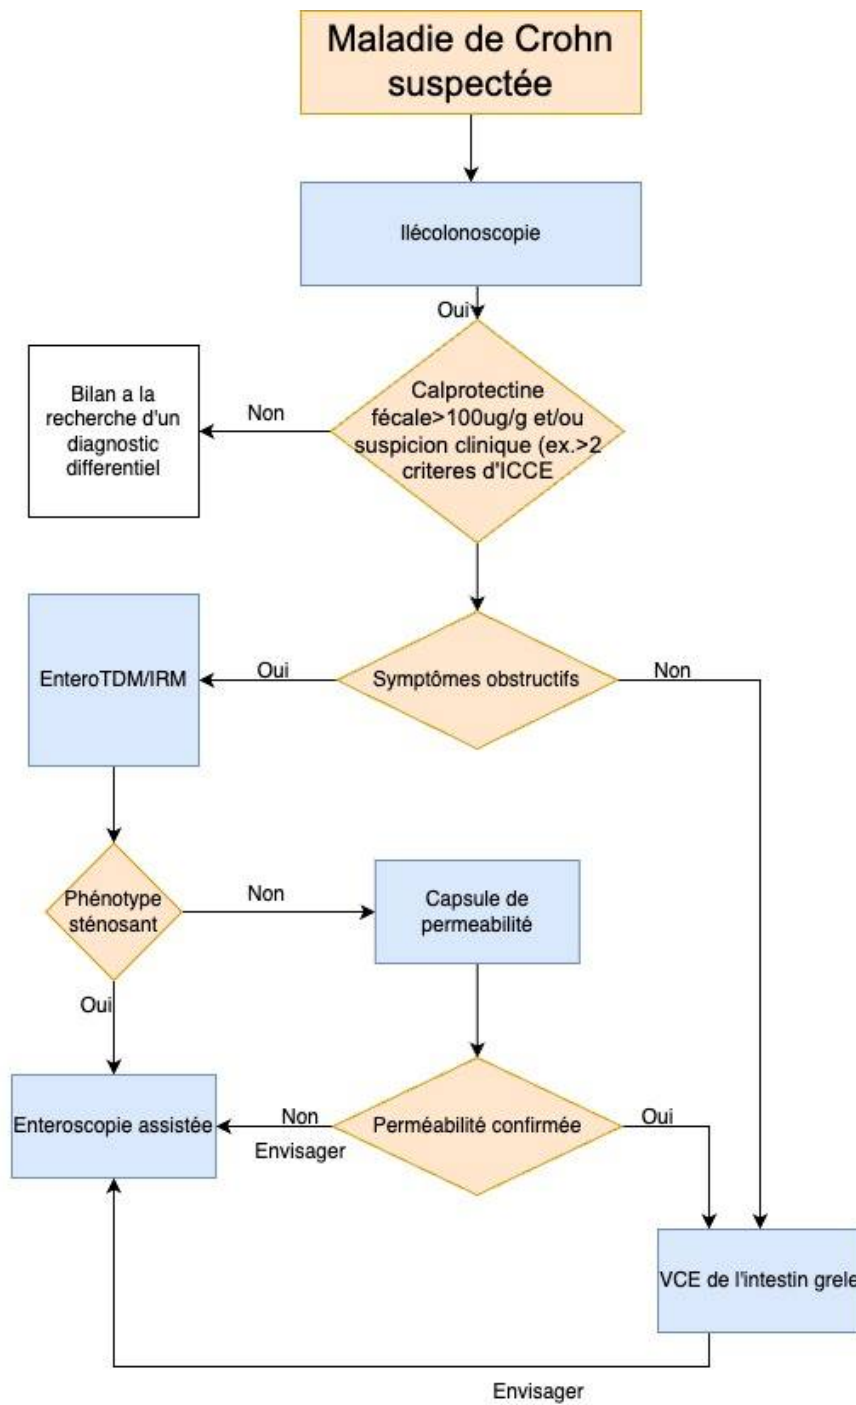 Maladie de Crohn
suspectée
Ilécolonoscopie
Oui
Calprotectine
fécale>100ug/g et/ou
suspicion clinique (ex.>2
criteres d'ICCE
Non
Bilan a la
recherche d'un
diagnostic
differentiel
Symptômes obstructifs
Oui
Non
EnteroTDM/IRM
Phénotype
sténosant
Non
Capsule de
permeabilité
Oui
Enteroscopie assistée
Non
Envisager
Perméabilité confirmée
Oui
VCE de l'intestin grele
Envisager